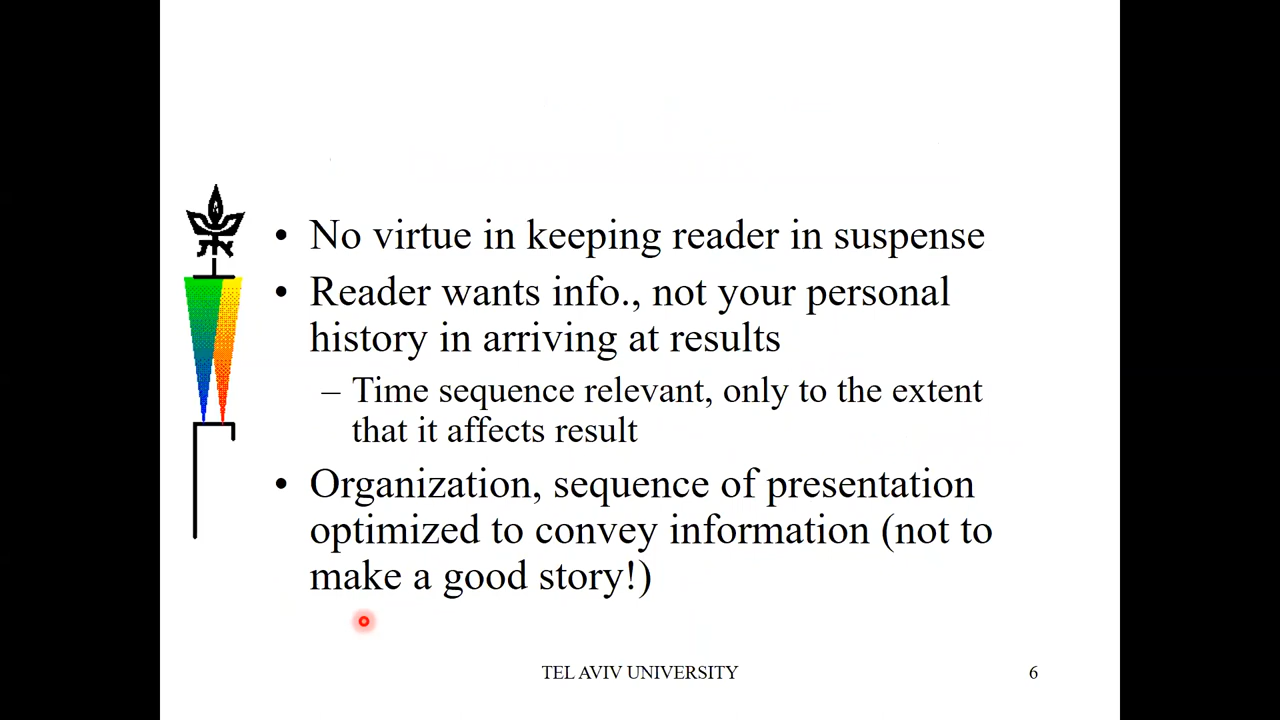 • No virtue in keeping reader in suspense
• Reader wants info., not your personal
history in arriving at results
– Time sequence relevant, only to the extent
that it affects result
• Organization, sequence of presentation
optimized to convey information (not to
make a good story!)
TEL AVIV UNIVERSITY
6